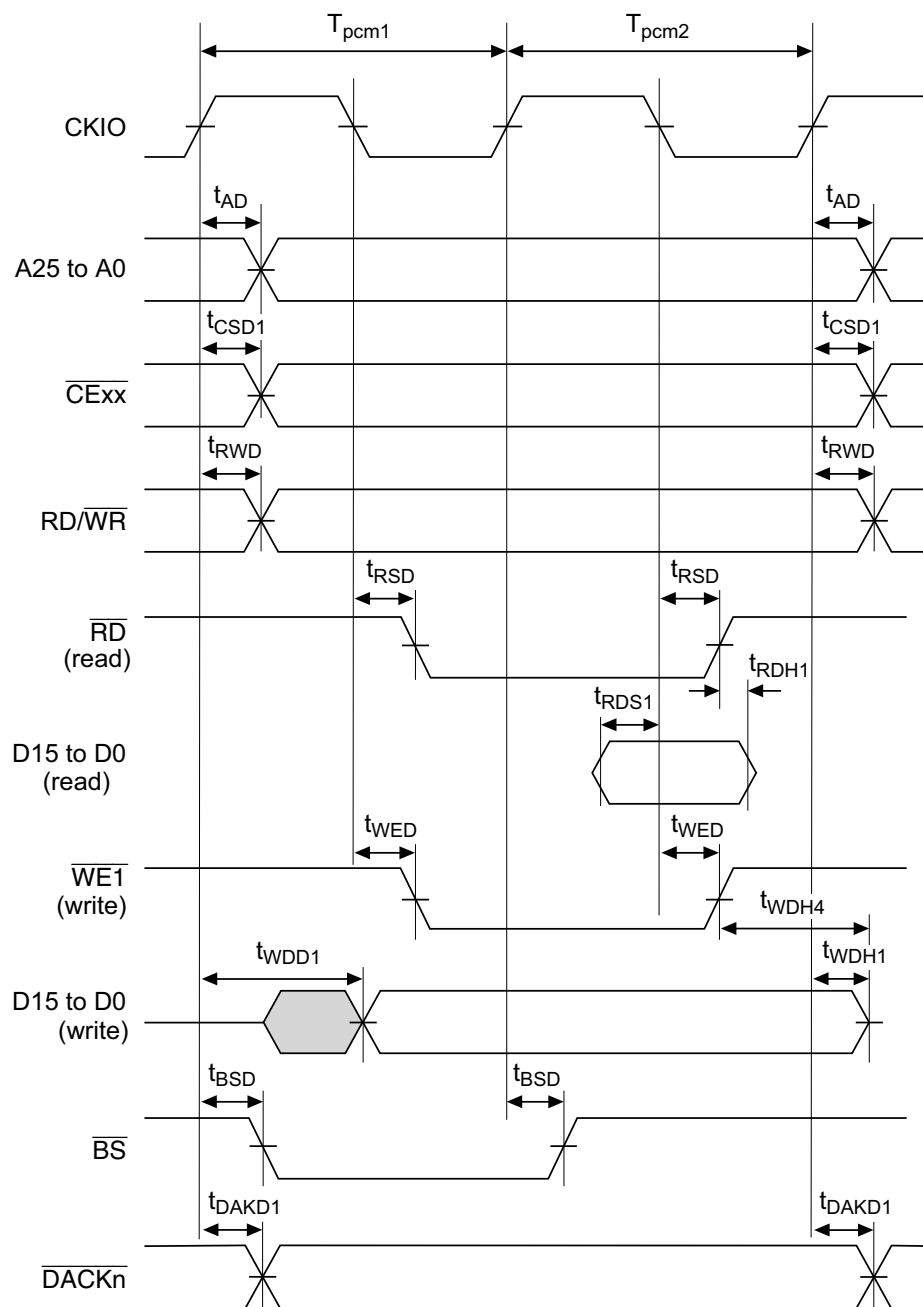 Tpcm1 Tpcm2
CKIO
tAD tAD
A25 to A0
tCSD1 tCSD1
CExx
tRWD tRWD
RD/WR
tRSD tRSD
RD
(read)
tRDH1
tRDS1
D15 to D0
(read)
tWED tWED
WE1
(write)
tWDH4
tWDD1 tWDH1
D15 to D0
(write)
tBSD tBSD
BS
tDAKD1 tDAKD1
DACKn